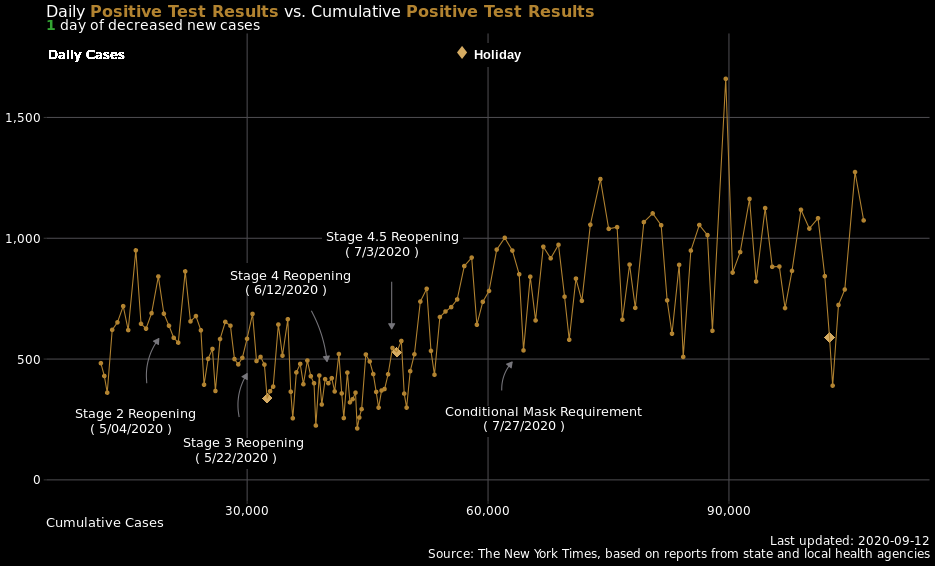 Daily Positive Test Results vs. Cumulative Positive Test Results
1 day of decreased new cases
Daily Cases
Holiday
1,500
1,000
Stage 4.5 Reopening
( 7/3/2020 )
Stage 4 Reopening
( 6/12/2020 )
500
Stage 2 Reopening
( 5/04/2020 )
Conditional Mask Requirement
( 7/27/2020 )
Stage 3 Reopening
( 5/22/2020 )
0
30,000
60,000
90,000
Cumulative Cases
Last updated: 2020-09-12
Source: The New York Times, based on reports from state and local health agencies